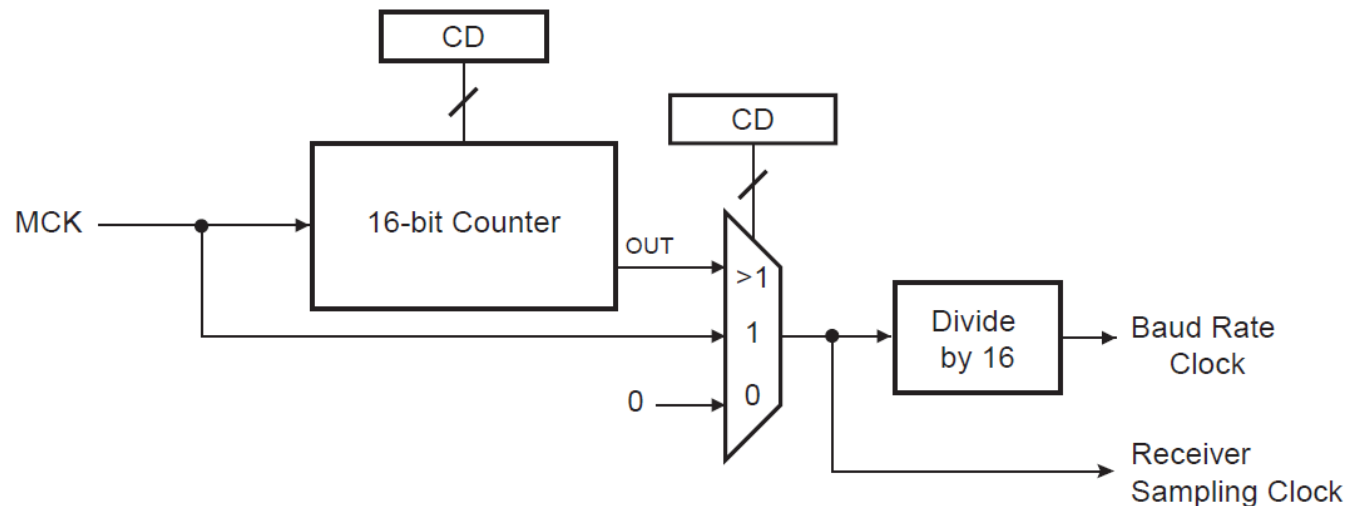 CD
CD
MCK
16-bit Counter
OUT
>1
1
0
0
Divide
by 16
Baud Rate
Clock
Receiver
Sampling Clock